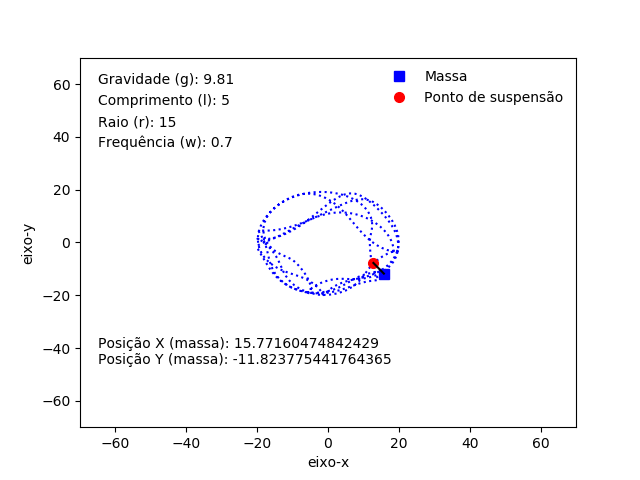 Gravidade (g): 9.81
Comprimento (l): 5
Raio (r): 15
Frequência (w): 0.7
Massa
Ponto de suspensão
Posição X (massa): 15.77160474842429
Posição Y (massa): -11.823775441764365
eixo-y
60
40
20
0
−20
−40
−60
−60
−40
−20
0
20
40
60
eixo-x